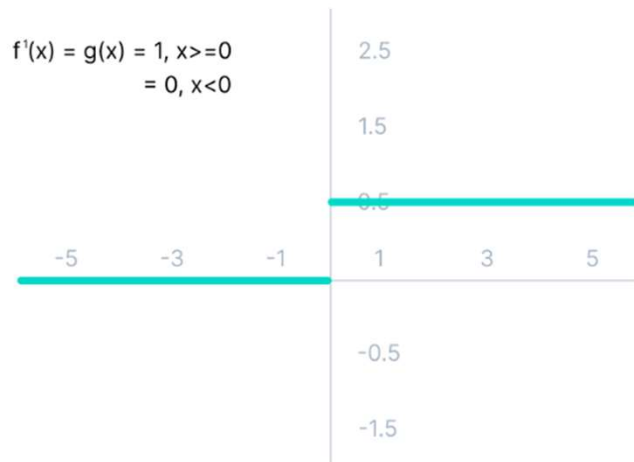 f'(x) = g(x) = 1, x>=0
= 0, x<0
2.5
1.5
0.5
-5 -3 -1 1 3 5
-0.5
-1.5